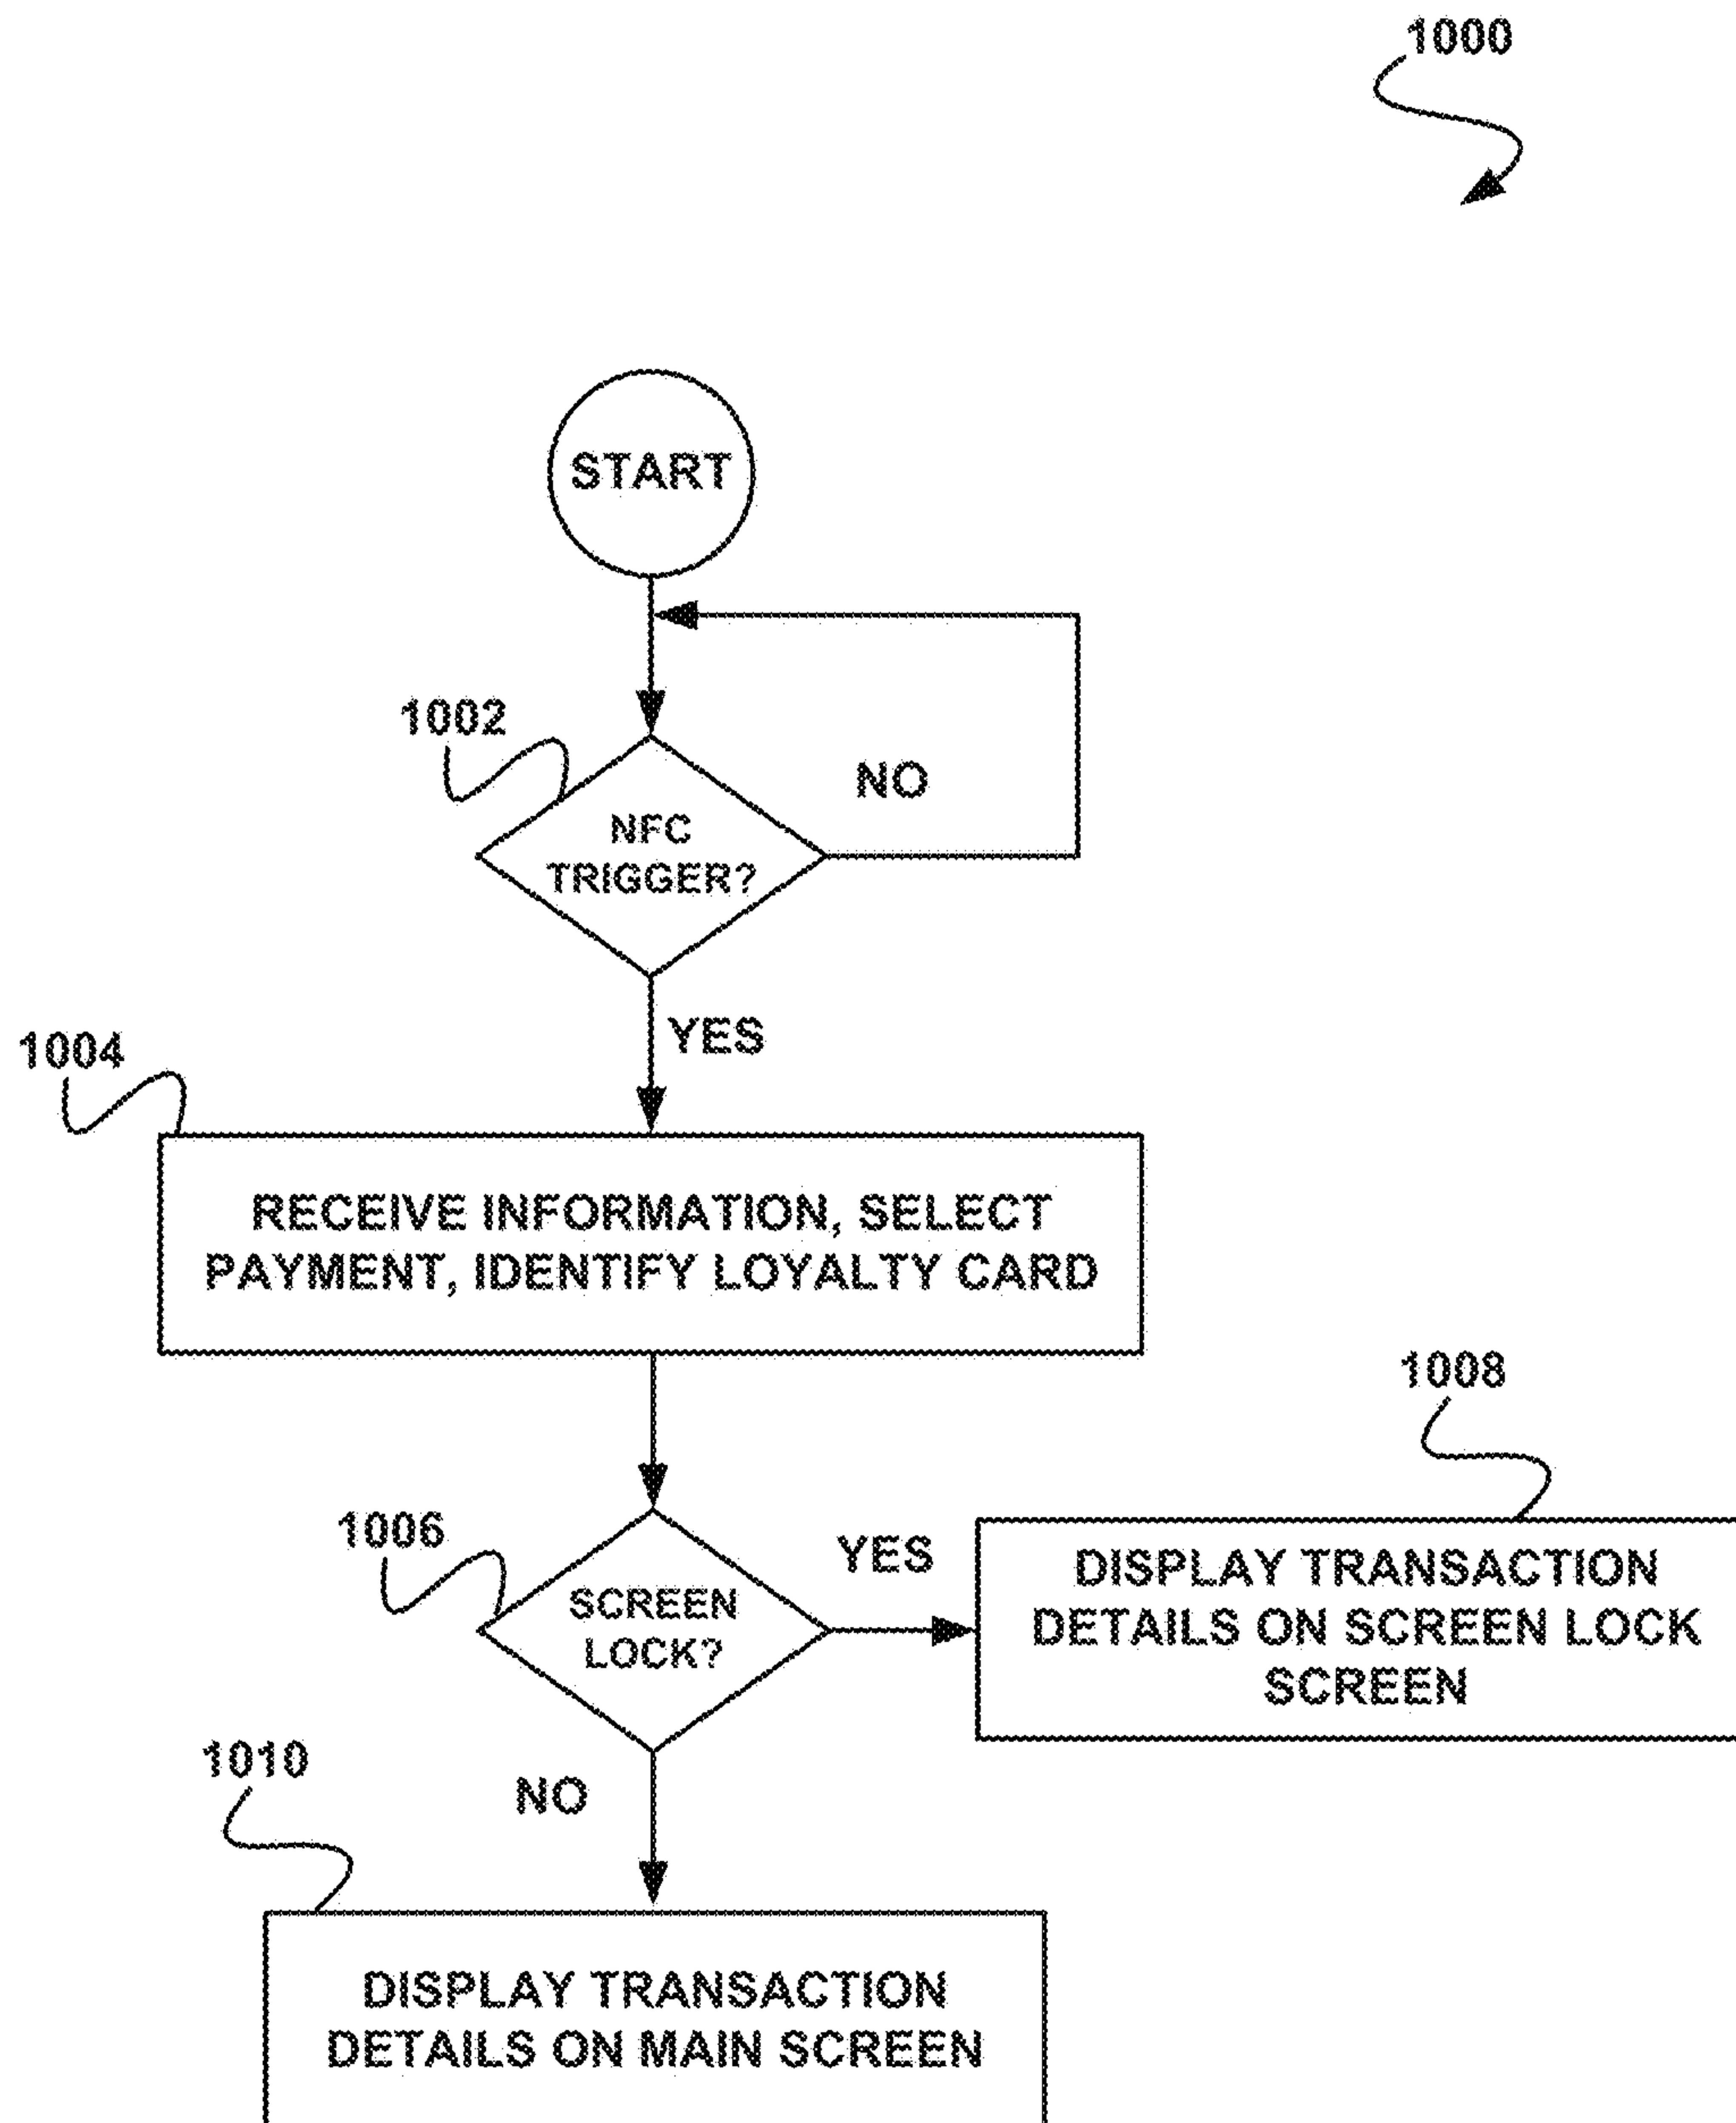 1000
START
1002
NO
NFC
TRIGGER?
YES
1004
RECEIVE INFORMATION, SELECT
PAYMENT, IDENTIFY LOYALTY CARD
1008
1006
YES
SCREEN
LOCK?
DISPLAY TRANSACTION
DETAILS ON SCREEN LOCK
SCREEN
1010
NO
DISPLAY TRANSACTION
DETAILS ON MAIN SCREEN